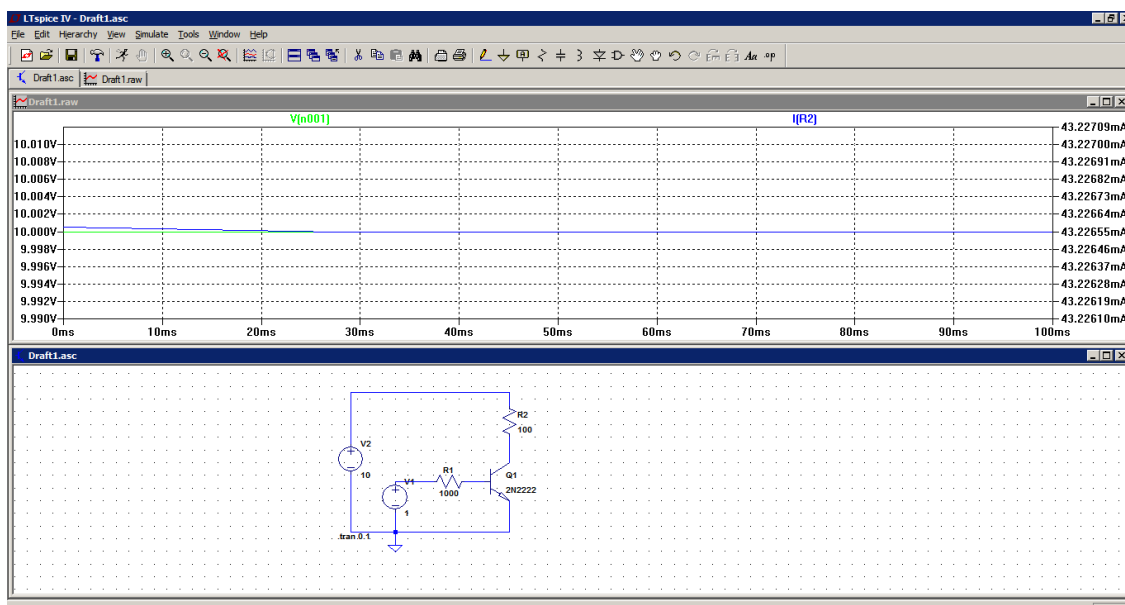 LTspice IV - Draft1.asc
File Edit Hierarchy View Simulate Tools Window Help
Aa .op
Draft1.asc Draft1.raw
Draft1.raw
V(n001) I(R2)
43.22709mA
10.010V 43.22700mA
10.008V 43.22691mA
10.006V 43.22682mA
10.004V 43.22673mA
10.002V 43.22664mA
10.000V 43.22655mA
9.998V 43.22646mA
9.996V 43.22637mA
9.994V 43.22628mA
9.992V 43.22619mA
9.990V 43.22610mA
0ms 10ms 20ms 30ms 40ms 50ms 60ms 70ms 80ms 90ms 100ms
Draft1.asc
R2
100
V2
10
R1
1000
V1
1
Q1
2N2222
.tran 0.1